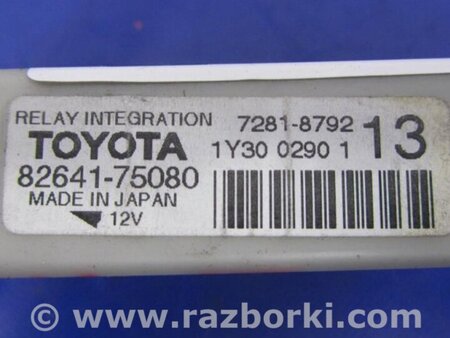 RELAY INTEGRATION 7281-8792 13
TOYOTA 1Y30 0290 1
82641-75080
MADE IN JAPAN
12V
© www.razborki.com